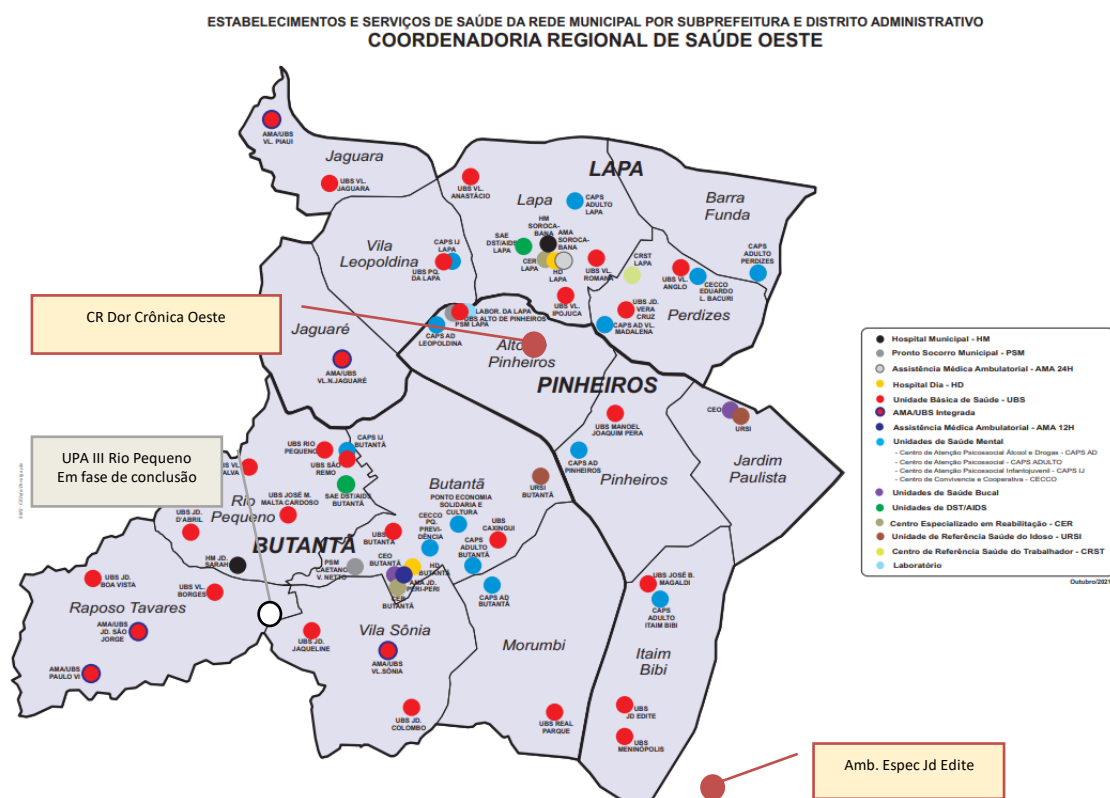 ESTABELECIMENTOS E SERVIÇOS DE SAÚDE DA REDE MUNICIPAL POR SUBPREFEITURA E DISTRITO ADMINISTRATIVO
COORDENADORIA REGIONAL DE SAÚDE OESTE
AMA/UBS
VL. PIAUI
Jaguara
UBS VL.
JAGUARA
LAPA
UBS VL.
ANASTÁCIO
Lapa
CAPS
ADULTO
LAPA
Barra
Funda
HM
SOROCA-
BANA
AMA
SOROCA-
BANA
SAE
DST/AIDS
LAPA
CER
LAPA
HD
LAPA
Vila
Leopoldina
CAPS IJ
LAPA
UBS PQ.
DA LAPA
UBS VL.
ROMANA
CRST
LAPA
UBS VL.
ANGLO
CECCO
EDUARDO
L. BACURI
CAPS
ADULTO
PERDIZES
UBS VL.
IPOJUCA
UBS JD.
VERA
CRUZ
Perdizes
CAPS AD VL.
MADALENA
CR Dor Crônica Oeste
LABOR. DA LAPA
UBS ALTO DE PINHEIROS
PSM LAPA
CAPS AD
LEOPOLDINA
Jaguaré
AMA/UBS
VL.N.JAGUARÉ
Alto
Pinheiros
PINHEIROS
CEO
URSI
UBS MANOEL
JOAQUIM PERA
CAPS AD
PINHEIROS
Pinheiros
Jardim
Paulista
Hospital Municipal - HM
Pronto Socorro Municipal - PSM
Assistência Médica Ambulatorial - AMA 24H
Hospital Dia - HD
Unidade Básica de Saúde - UBS
AMA/UBS Integrada
Assistência Médica Ambulatorial - AMA 12H
Unidades de Saúde Mental
- Centro de Atenção Psicossocial Álcool e Drogas - CAPS AD
- Centro de Atenção Psicossocial - CAPS ADULTO
- Centro de Atenção Psicossocial Infantojuvenil - CAPS IJ
- Centro de Convivencia e Cooperativa - CECCO
Unidades de Saúde Bucal
Unidades de DST/AIDS
Centro Especializado em Reabilitação - CER
Unidade de Referência Saúde do Idoso - URSI
Centro de Referência Saúde do Trabalhador - CRST
Laboratório
Outubro/2021
UPA III Rio Pequeno
Em fase de conclusão
UBS RIO
PEQUENO
CAPS IJ
BUTANTÃ
UBS SÃO
REMO
SAE DST/AIDS
BUTANTÃ
Rio
Pequeno
UBS JOSÉ M.
MALTA CARDOSO
UBS JD.
D'ABRIL
Butantã
PONTO ECONOMIA
SOLIDARIA E
CULTURA
URSI
BUTANTÃ
CECCO
PQ.
PREVI-
DÊNCIA
UBS
CAXINGUI
CAPS
ADULTO
BUTANTÃ
CAPS AD
BUTANTÃ
UBS
BUTANTÃ
BUTANTÃ
HM JD.
SARAH
PSM
CAETANO
V. NETTO
CEO
BUTANTÃ
HD
BUTANTÃ
AMA JD.
PERI-PERI
CER
BUTANTÃ
UBS JD.
BOA VISTA
UBS VL.
BORGES
Raposo Tavares
AMA/UBS
JD. SÃO
JORGE
AMA/UBS
PAULO VI
UBS JD.
JAQUELINE
Vila Sônia
AMA/UBS
VL.SÔNIA
UBS JD.
COLOMBO
Morumbi
UBS REAL
PARQUE
UBS JOSÉ B.
MAGALDI
CAPS
ADULTO
ITAIM BIBI
Itaim
Bibi
UBS
JD EDITE
UBS
MENINOPOLIS
Amb. Espec Jd Edite